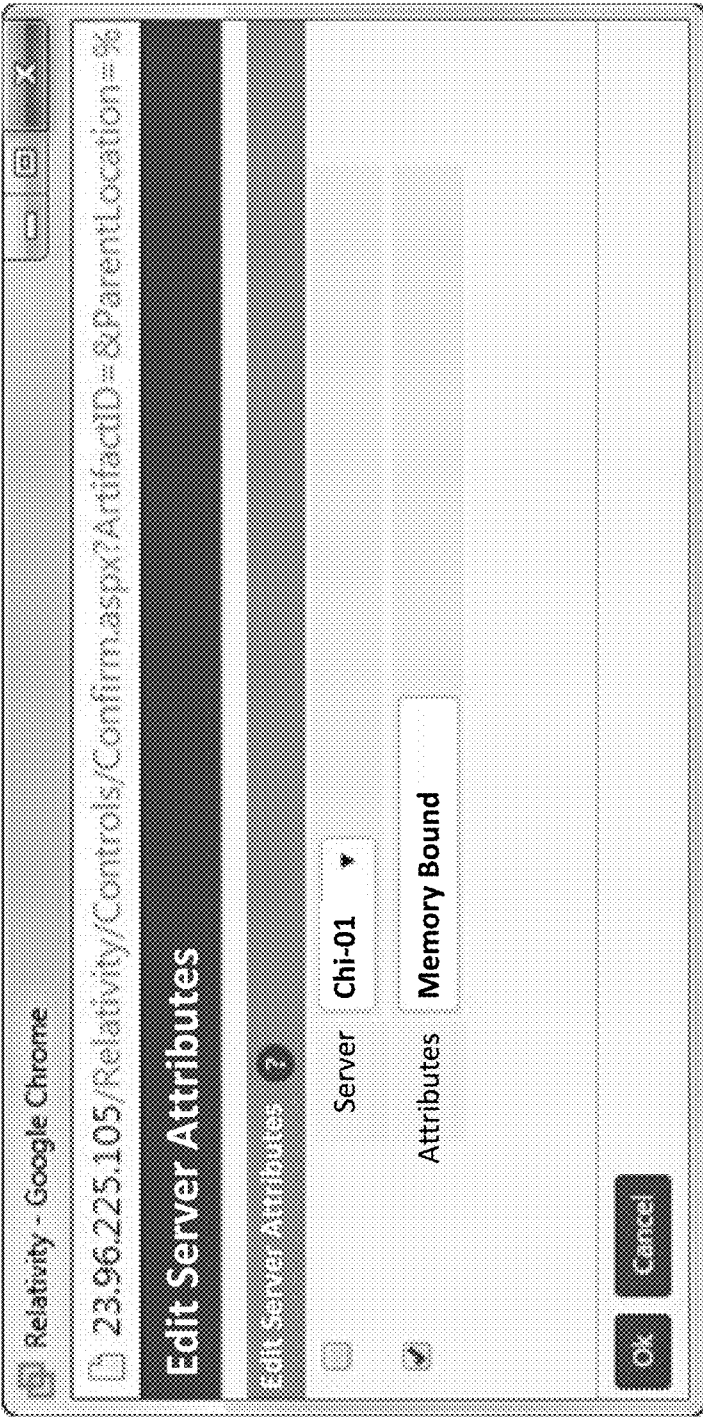 Relativity - Google Chrome
23.96.225.105/Relativity/Controls/Confirm.aspx?ArtifactID=&ParentLocation=%
Edit Server Attributes
Edit Server Attributes ?
Server Chi-01
Attributes Memory Bound
Ok Cancel